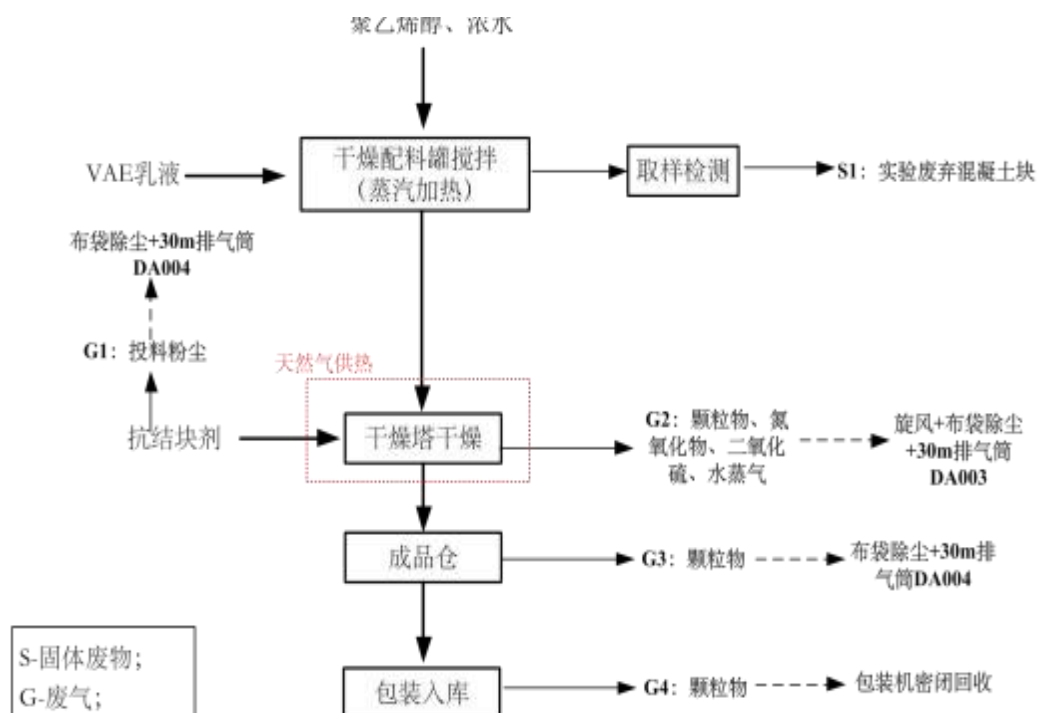 聚乙烯醇、浓水
干燥配料罐搅拌
（蒸汽加热）
VAE乳液
取样检测
S1：实验废弃混凝土块
布袋除尘+30m排气筒
DA004
G1：投料粉尘
天然气供热
抗结块剂
干燥塔干燥
G2：颗粒物、氮
氧化物、二氧化
硫、水蒸气
旋风+布袋除尘
+30m排气筒
DA003
成品仓
G3：颗粒物
布袋除尘+30m排
气筒DA004
S-固体废物；
G-废气；
包装入库
G4：颗粒物
包装机密闭回收